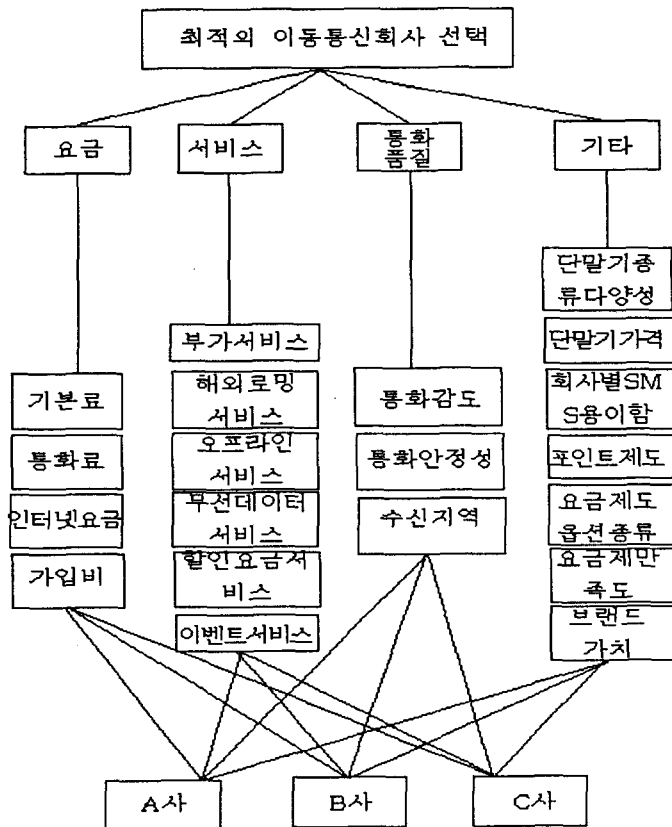 최적의 이동통신회사 선택
요금
서비스
통화
품질
기타
단말기종
류다양성
단말기가격
회사별SM
S용이함
포인트제도
요금제도
옵션종류
요금제만
족도
브랜드
가치
부가서비스
해외로밍
서비스
오프라인
서비스
무선데이터
서비스
할인요금서
비스
이벤트서비스
기본료
통화료
인터넷요금
가입비
통화감도
통화안정성
수신지역
A사
B사
C사